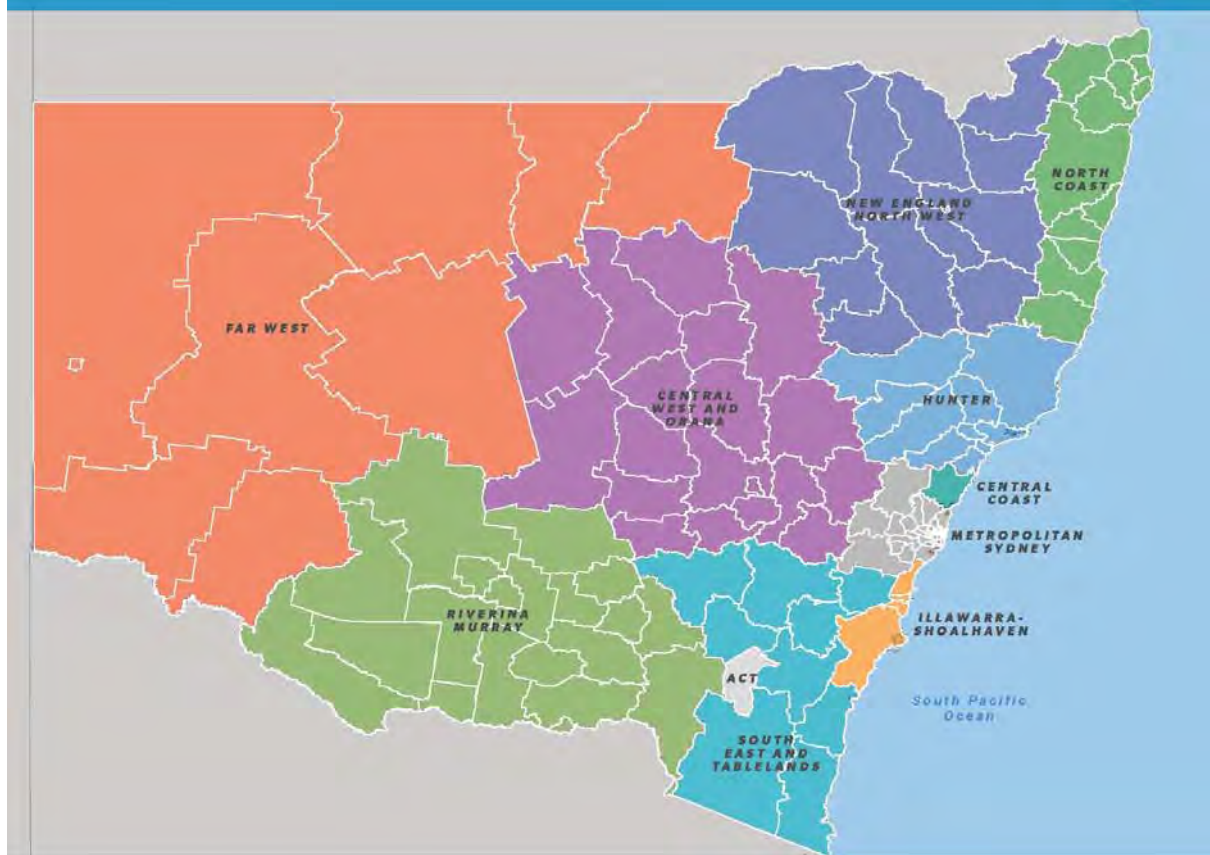 NORTH
COAST
NEW ENGLAND
NORTH WEST
FAR WEST
CENTRAL
WEST AND
ORANA
HUNTER
CENTRAL
COAST
METROPOLITAN
SYDNEY
RIVERINA
MURRAY
ILLAWARRA-
SHOALHAVEN
ACT
South Pacific
Ocean
SOUTH
EAST AND
TABLELANDS